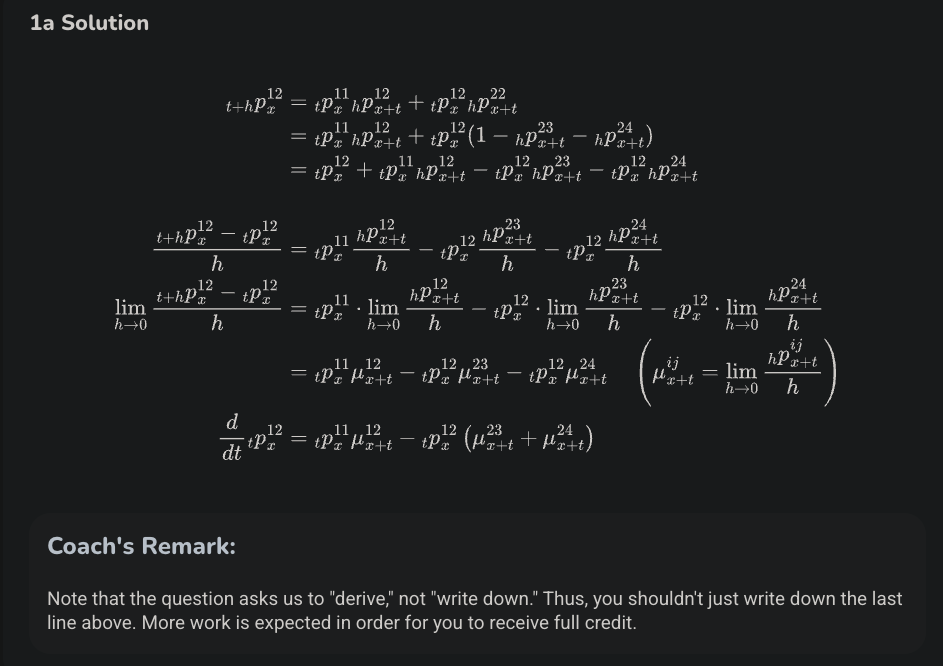 1a Solution
$_{t+h}p_x^{12} = {}_tp_x^{11}\,{}_hp_{x+t}^{12} + {}_tp_x^{12}\,{}_hp_{x+t}^{22}$
$= {}_tp_x^{11}\,{}_hp_{x+t}^{12} + {}_tp_x^{12}(1 - {}_hp_{x+t}^{23} - {}_hp_{x+t}^{24})$
$= {}_tp_x^{12} + {}_tp_x^{11}\,{}_hp_{x+t}^{12} - {}_tp_x^{12}\,{}_hp_{x+t}^{23} - {}_tp_x^{12}\,{}_hp_{x+t}^{24}$
$\frac{{}_{t+h}p_x^{12} - {}_tp_x^{12}}{h} = {}_tp_x^{11}\frac{{}_hp_{x+t}^{12}}{h} - {}_tp_x^{12}\frac{{}_hp_{x+t}^{23}}{h} - {}_tp_x^{12}\frac{{}_hp_{x+t}^{24}}{h}$
$\lim_{h \to 0}\frac{{}_{t+h}p_x^{12} - {}_tp_x^{12}}{h} = {}_tp_x^{11} \cdot \lim_{h \to 0}\frac{{}_hp_{x+t}^{12}}{h} - {}_tp_x^{12} \cdot \lim_{h \to 0}\frac{{}_hp_{x+t}^{23}}{h} - {}_tp_x^{12} \cdot \lim_{h \to 0}\frac{{}_hp_{x+t}^{24}}{h}$
$= {}_tp_x^{11}\mu_{x+t}^{12} - {}_tp_x^{12}\mu_{x+t}^{23} - {}_tp_x^{12}\mu_{x+t}^{24} \quad \left(\mu_{x+t}^{ij} = \lim_{h \to 0}\frac{{}_hp_{x+t}^{ij}}{h}\right)$
$\frac{d}{dt}{}_tp_x^{12} = {}_tp_x^{11}\mu_{x+t}^{12} - {}_tp_x^{12}\left(\mu_{x+t}^{23} + \mu_{x+t}^{24}\right)$
Coach's Remark:
Note that the question asks us to "derive," not "write down." Thus, you shouldn't just write down the last
line above. More work is expected in order for you to receive full credit.